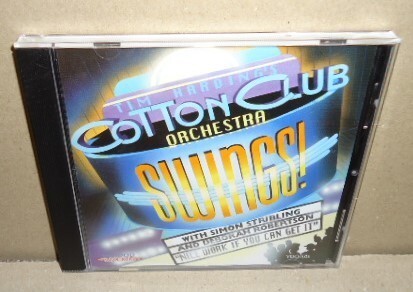 TIM HARDING'S
COTTON CLUB
ORCHESTRA
SWINGS!
WITH SIMON STRIBLING
AND DEBORAH ROBERTSON
"NICE WORK IF YOU CAN GET IT"